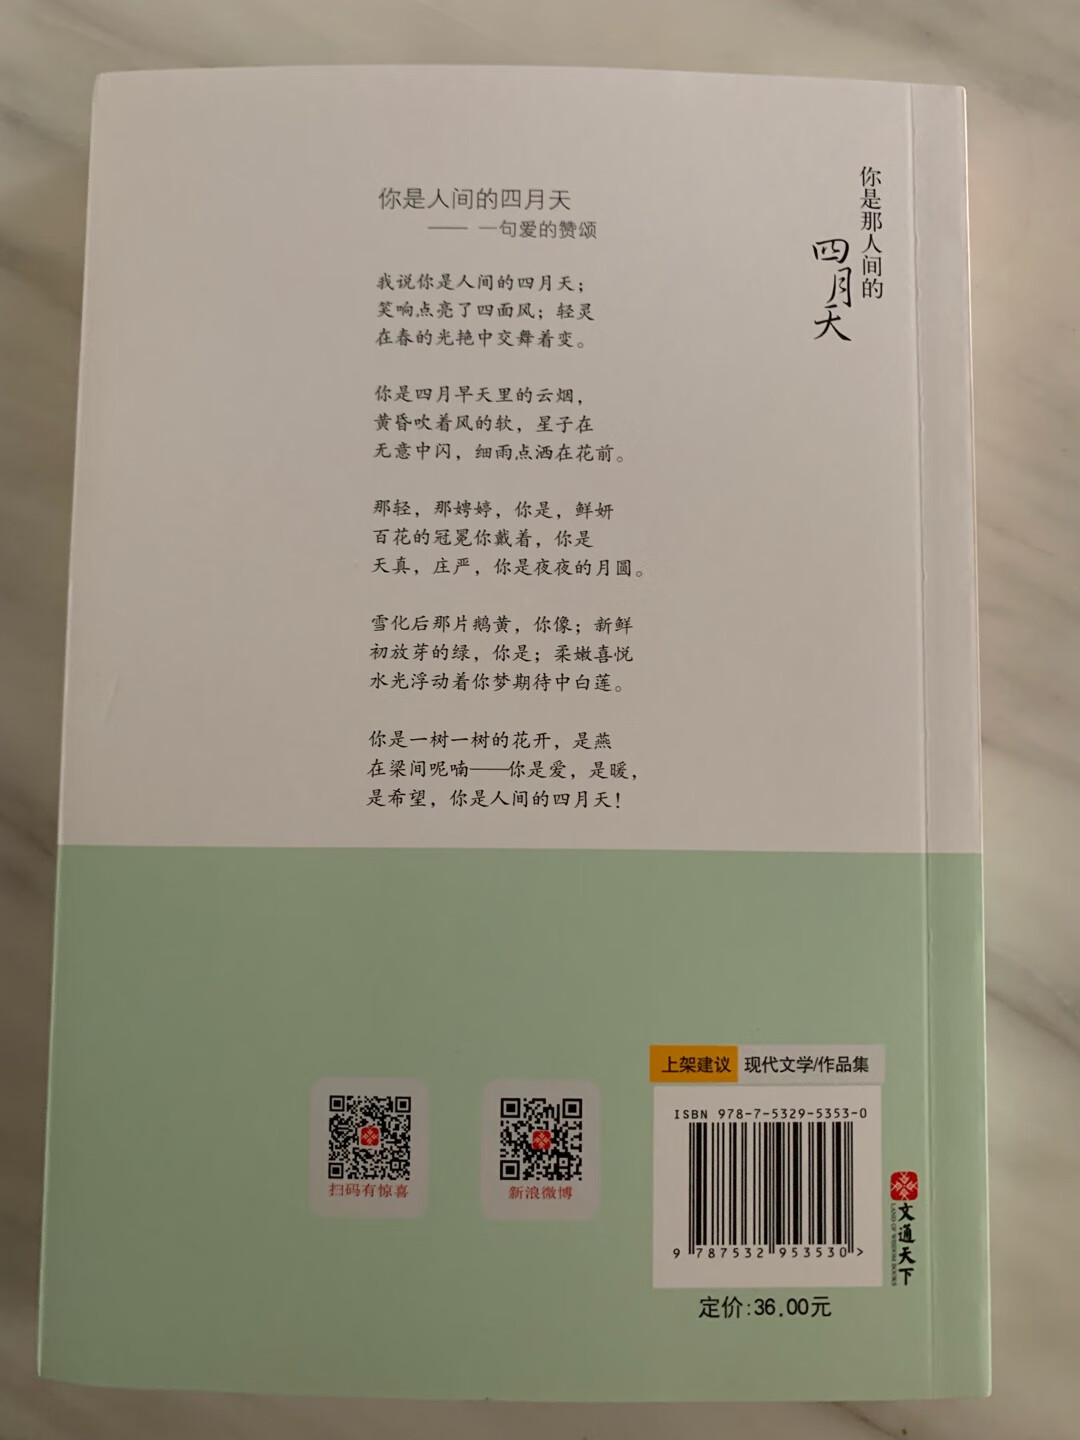 你是那人间的
四月天
你是人间的四月天
—— 一句爱的赞颂
我说你是人间的四月天；
笑响点亮了四面风；轻灵
在春的光艳中交舞着变。
你是四月早天里的云烟，
黄昏吹着风的软，星子在
无意中闪，细雨点洒在花前。
那轻，那娉婷，你是，鲜妍
百花的冠冕你戴着，你是
天真，庄严，你是夜夜的月圆。
雪化后那片鹅黄，你像；新鲜
初放芽的绿，你是；柔嫩喜悦
水光浮动着你梦期待中白莲。
你是一树一树的花开，是燕
在梁间呢喃——你是爱，是暖，
是希望，你是人间的四月天！
上架建议 现代文学/作品集
ISBN 978-7-5329-5353-0
9 787532 953530 >
定价:36.00元
扫码有惊喜
新浪微博
文通天下
LAND OF WISDOM BOOKS